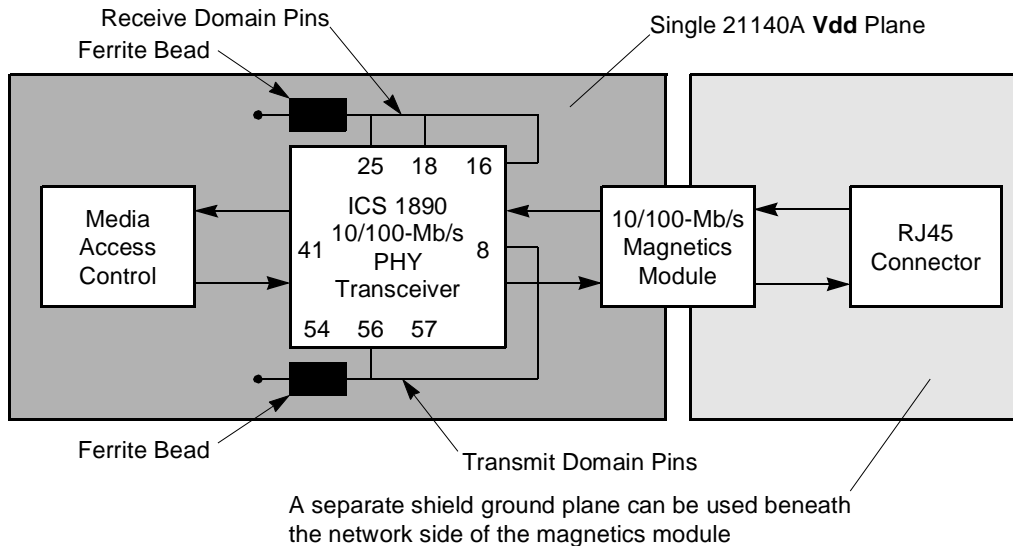 Receive Domain Pins
Ferrite Bead
Single 21140A Vdd Plane
25 18 16
Media
Access
Control
ICS 1890
10/100-Mb/s
PHY
Transceiver
41
8
54 56 57
10/100-Mb/s
Magnetics
Module
RJ45
Connector
Ferrite Bead
Transmit Domain Pins
A separate shield ground plane can be used beneath
the network side of the magnetics module